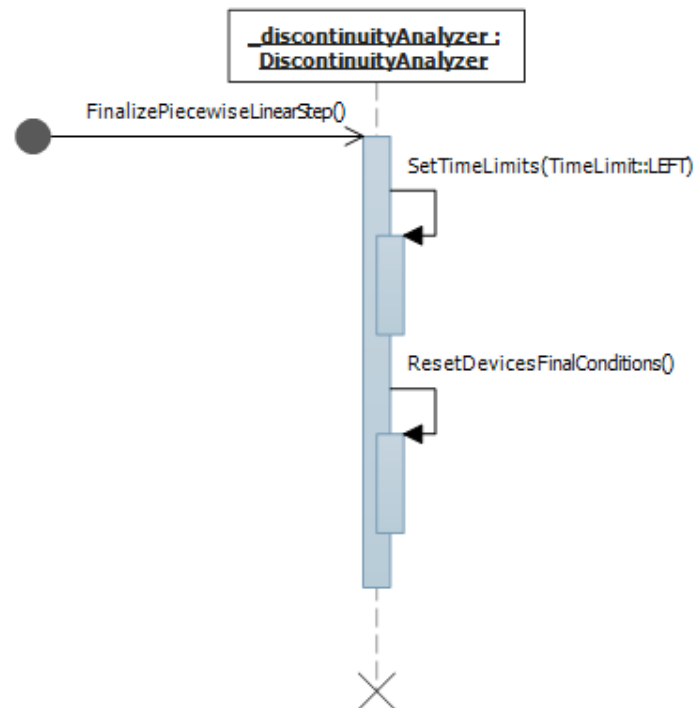 _discontinuityAnalyzer :
DiscontinuityAnalyzer
FinalizePiecewiseLinearStep()
SetTimeLimits(TimeLimit::LEFT)
ResetDevicesFinalConditions()